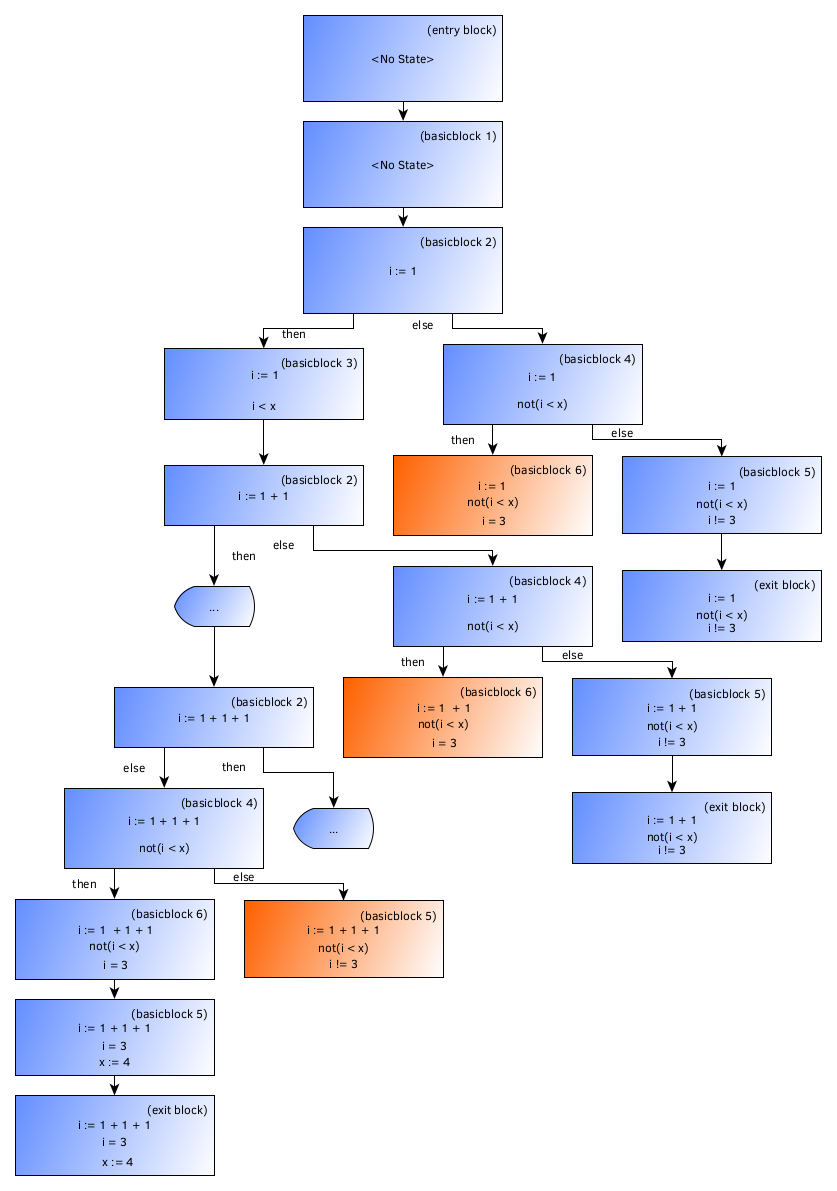 (entry block)
<No State>
(basicblock 1)
<No State>
(basicblock 2)
i := 1
then
else
(basicblock 3)
i := 1
i < x
(basicblock 4)
i := 1
not(i < x)
then
else
(basicblock 2)
i := 1 + 1
(basicblock 6)
i := 1
not(i < x)
i = 3
(basicblock 5)
i := 1
not(i < x)
i != 3
then
else
...
(basicblock 4)
i := 1 + 1
not(i < x)
(exit block)
i := 1
not(i < x)
i != 3
then
else
(basicblock 2)
i := 1 + 1 + 1
(basicblock 6)
i := 1  + 1
not(i < x)
i = 3
(basicblock 5)
i := 1 + 1
not(i < x)
i != 3
else
then
(basicblock 4)
i := 1 + 1 + 1
not(i < x)
...
(exit block)
i := 1 + 1
not(i < x)
i != 3
then
else
(basicblock 6)
i := 1  + 1 + 1
not(i < x)
i = 3
(basicblock 5)
i := 1 + 1 + 1
not(i < x)
i != 3
(basicblock 5)
i := 1 + 1 + 1
i = 3
x := 4
(exit block)
i := 1 + 1 + 1
i = 3
x := 4